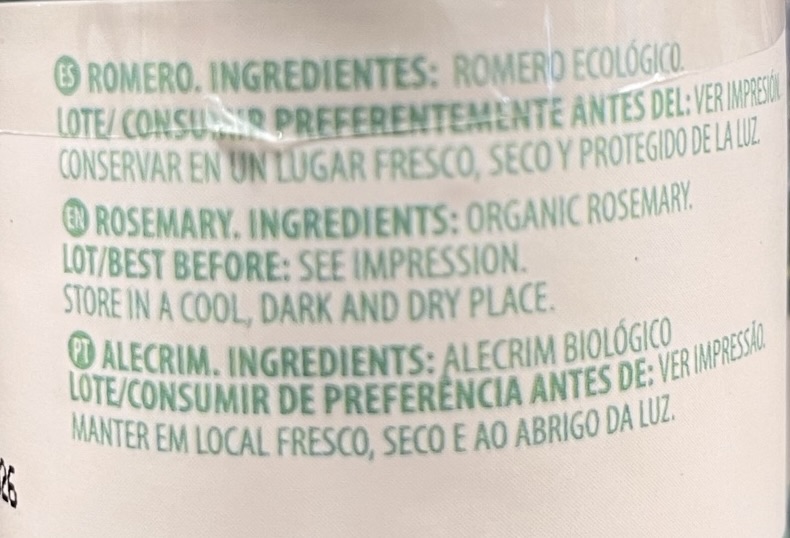 ES ROMERO. INGREDIENTES: ROMERO ECOLÓGICO.
LOTE/ CONSUMIR PREFERENTEMENTE ANTES DEL: VER IMPRESIÓN.
CONSERVAR EN UN LUGAR FRESCO, SECO Y PROTEGIDO DE LA LUZ.
EN ROSEMARY. INGREDIENTS: ORGANIC ROSEMARY.
LOT/BEST BEFORE: SEE IMPRESSION.
STORE IN A COOL, DARK AND DRY PLACE.
PT ALECRIM. INGREDIENTS: ALECRIM BIOLÓGICO
LOTE/CONSUMIR DE PREFERÊNCIA ANTES DE: VER IMPRESSÃO.
MANTER EM LOCAL FRESCO, SECO E AO ABRIGO DA LUZ.
26